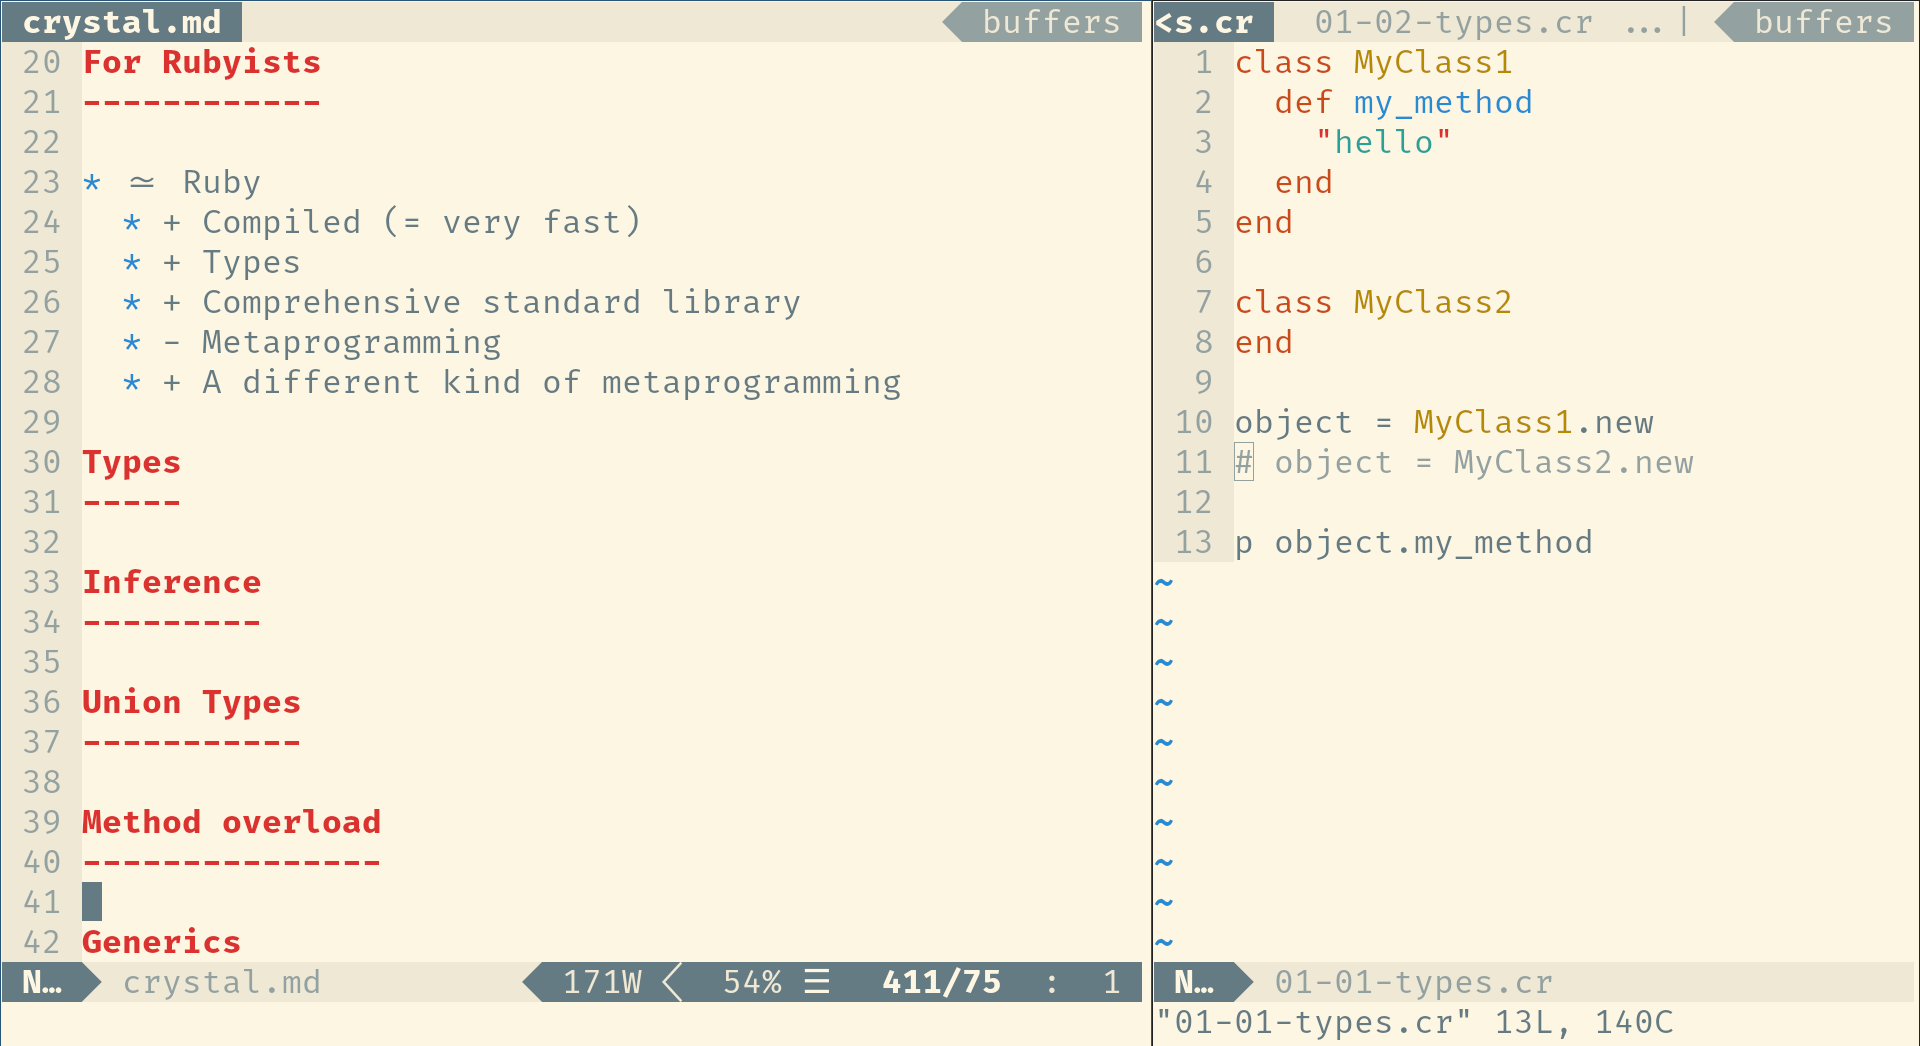 crystal.md buffers
20 For Rubyists
21 ------------
22
23 * ≃ Ruby
24   * + Compiled (= very fast)
25   * + Types
26   * + Comprehensive standard library
27   * - Metaprogramming
28   * + A different kind of metaprogramming
29
30 Types
31 -----
32
33 Inference
34 ---------
35
36 Union Types
37 -----------
38
39 Method overload
40 ---------------
41
42 Generics
N… crystal.md 171W 54% ☰ 411/75 : 1
<s.cr 01-02-types.cr ...| buffers
1 class MyClass1
2   def my_method
3     "hello"
4   end
5 end
6
7 class MyClass2
8 end
9
10 object = MyClass1.new
11 # object = MyClass2.new
12
13 p object.my_method
~
~
~
~
~
~
~
~
~
~
N… 01-01-types.cr
"01-01-types.cr" 13L, 140C